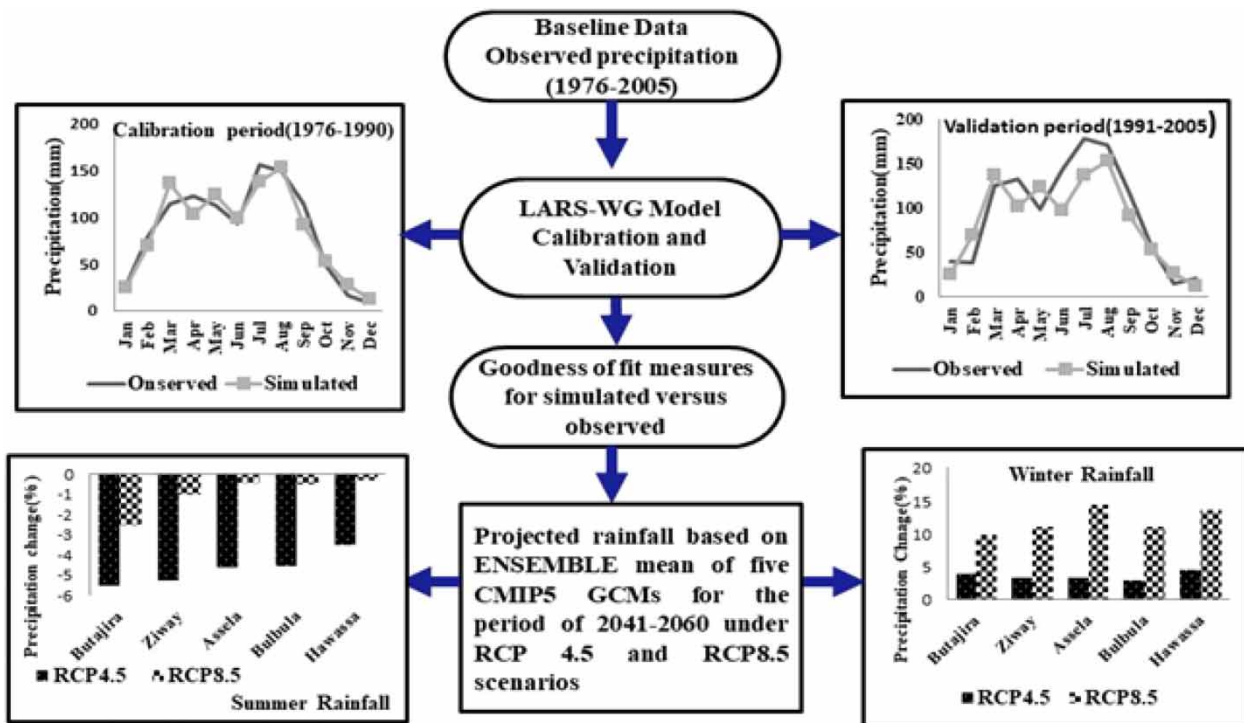 Baseline Data
Observed precipitation
(1976-2005)
Calibration period(1976-1990)
Precipitation(mm)
200
150
100
50
0
Jan Feb Mar Apr May Jun Jul Aug Sep Oct Nov Dec
Onserved Simulated
LARS-WG Model
Calibration and
Validation
Validation period(1991-2005)
Precipitation(mm)
200
150
100
50
0
Jan Feb Mar Apr May Jun Jul Aug Sep Oct Nov Dec
Observed Simulated
Goodness of fit measures
for simulated versus
observed
Precipitation change(%)
0
-1
-2
-3
-4
-5
-6
Butajira Ziway Assela Bulbula Hawassa
RCP4.5 RCP8.5
Summer Rainfall
Projected rainfall based on
ENSEMBLE mean of five
CMIP5 GCMs for the
period of 2041-2060 under
RCP 4.5 and RCP8.5
scenarios
Winter Rainfall
Precipitation Chnage(%)
20
15
10
5
0
Butajira Ziway Assela Bulbula Hawassa
RCP4.5 RCP8.5